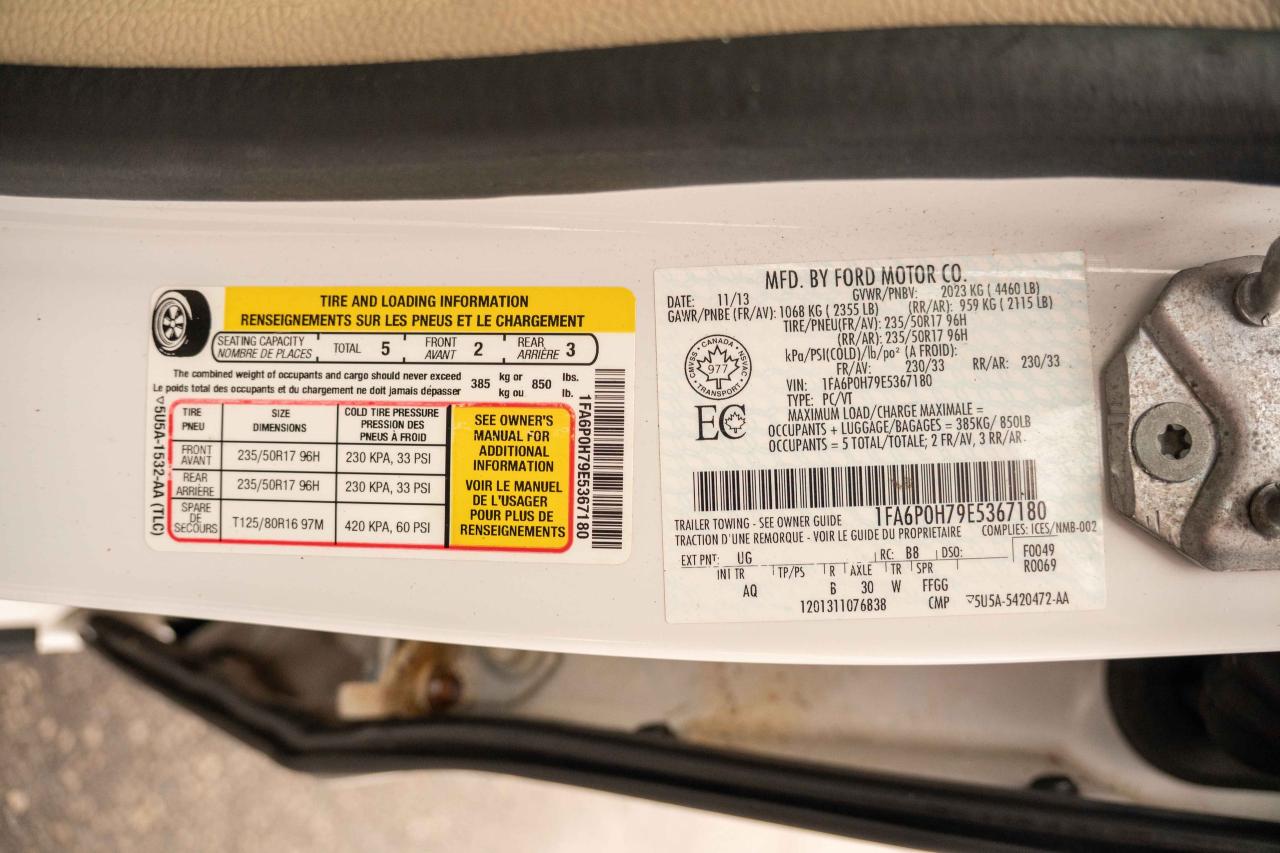 TIRE AND LOADING INFORMATION
RENSEIGNEMENTS SUR LES PNEUS ET LE CHARGEMENT
SEATING CAPACITY
NOMBRE DE PLACES
TOTAL 5
FRONT
AVANT 2
REAR
ARRIÈRE 3
The combined weight of occupants and cargo should never exceed
Le poids total des occupants et du chargement ne doit jamais dépasser
385 kg or
kg ou 850 lbs.
lb.
TIRE
PNEU
SIZE
DIMENSIONS
COLD TIRE PRESSURE
PRESSION DES
PNEUS À FROID
FRONT
AVANT
235/50R17 96H
230 KPA, 33 PSI
REAR
ARRIÈRE
235/50R17 96H
230 KPA, 33 PSI
SPARE
DE
SECOURS
T125/80R16 97M
420 KPA, 60 PSI
SEE OWNER'S
MANUAL FOR
ADDITIONAL
INFORMATION
VOIR LE MANUEL
DE L'USAGER
POUR PLUS DE
RENSEIGNEMENTS
5U5A-1532-AA (TLC)
1FA6P0H79E5367180
MFD. BY FORD MOTOR CO.
DATE: 11/13 GVWR/PNBV: 2023 KG ( 4460 LB)
GAWR/PNBE (FR/AV): 1068 KG ( 2355 LB) (RR/AR): 959 KG ( 2115 LB)
TIRE/PNEU(FR/AV): 235/50R17 96H
(RR/AR): 235/50R17 96H
kPa/PSI(COLD)/lb/po² (A FROID):
FR/AV: 230/33 RR/AR: 230/33
VIN: 1FA6P0H79E5367180
TYPE: PC/VT
MAXIMUM LOAD/CHARGE MAXIMALE =
OCCUPANTS + LUGGAGE/BAGAGES = 385KG/ 850LB
OCCUPANTS = 5 TOTAL/TOTALE; 2 FR/AV, 3 RR/AR.
CANADA
CMVSS
NSVAC
977
TRANSPORT
EC
1FA6P0H79E5367180
TRAILER TOWING - SEE OWNER GUIDE
TRACTION D'UNE REMORQUE - VOIR LE GUIDE DU PROPRIETAIRE COMPLIES: ICES/NMB-002
EXT PNT: UG RC: B8 DSO: F0049
R0069
INT TR TP/PS R AXLE TR SPR
AQ B 30 W FFGG
1201311076838 CMP 5U5A-5420472-AA